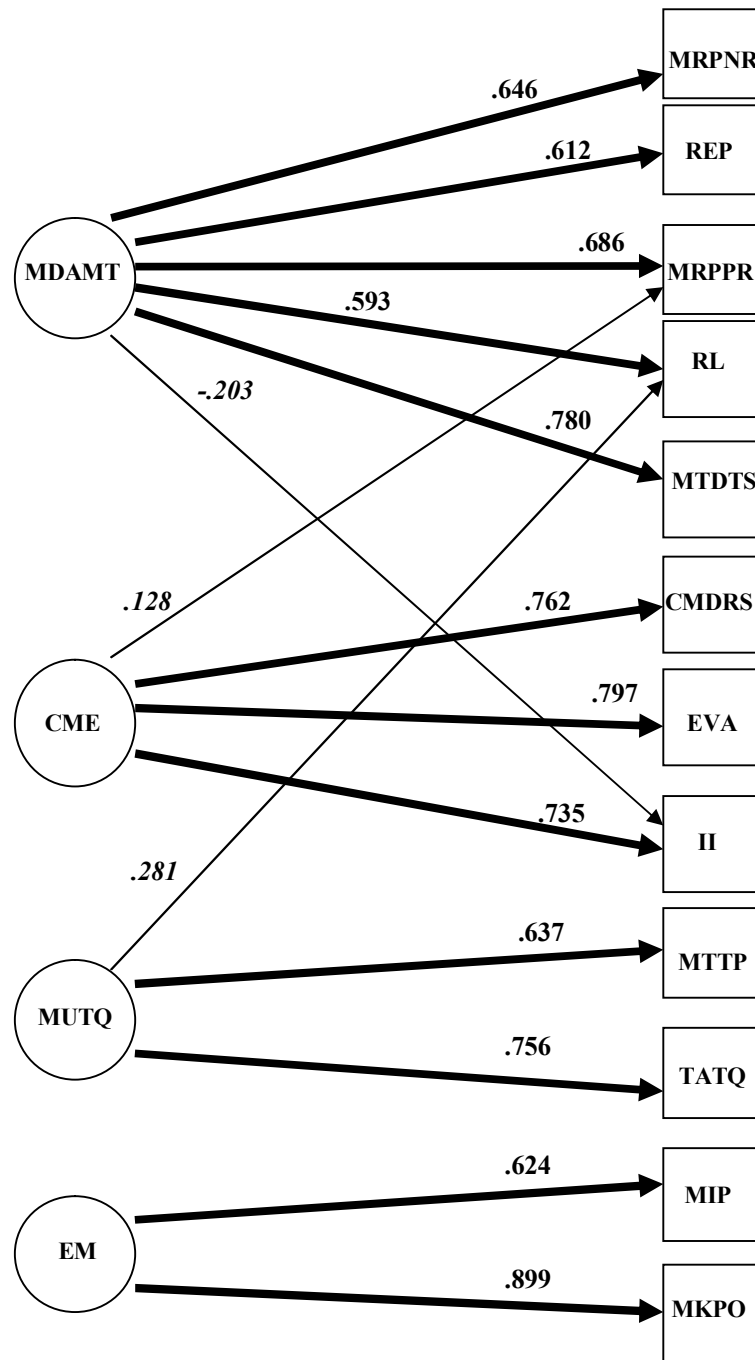 MRPNR
.646
.612
REP
MDAMT
.686
MRPPR
.593
RL
-.203
.780
MTDTS
.128
.762
CMDRS
CME
.797
EVA
.735
II
.281
.637
MTTP
MUTQ
.756
TATQ
.624
MIP
EM
.899
MKPO